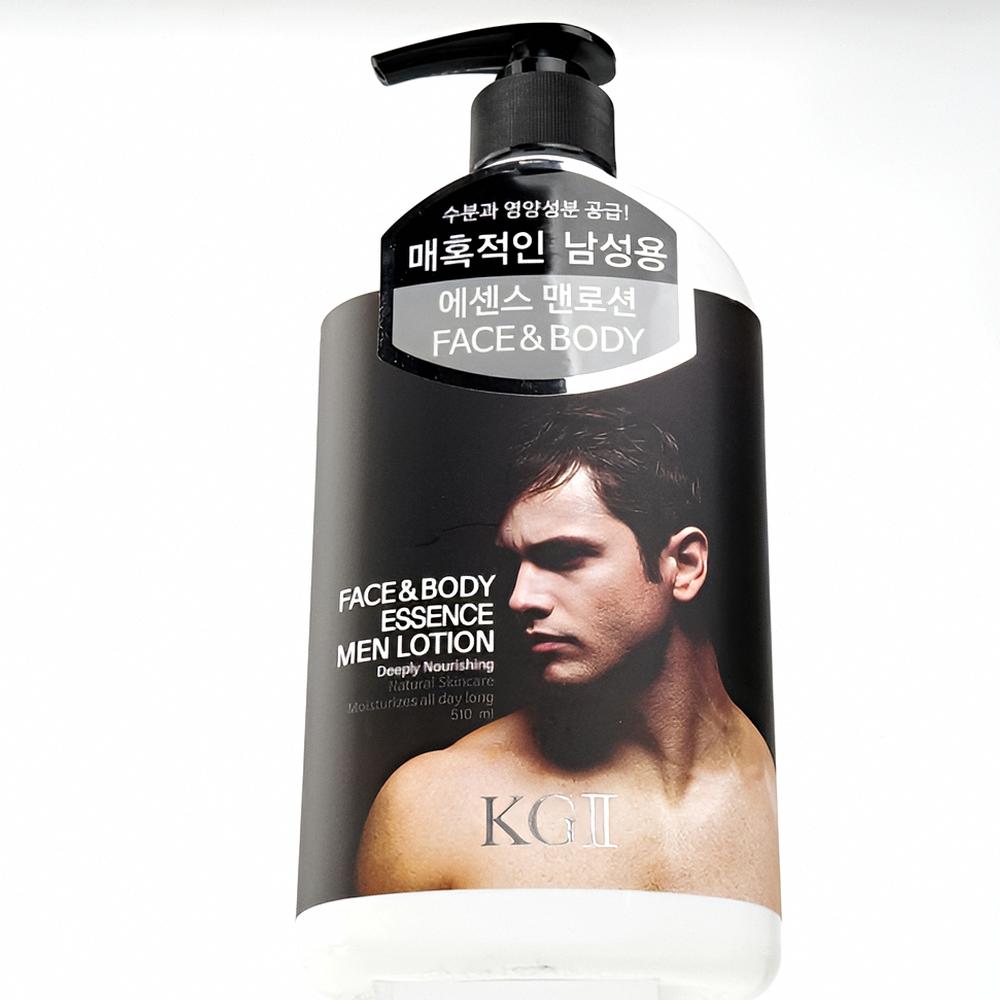 수분과 영양성분 공급!
매혹적인 남성용
에센스 맨로션
FACE&BODY
FACE&BODY
ESSENCE
MEN LOTION
Deeply Nourishing
Natural Skincare
Moisturizes all day long
510 ml
KGⅡ